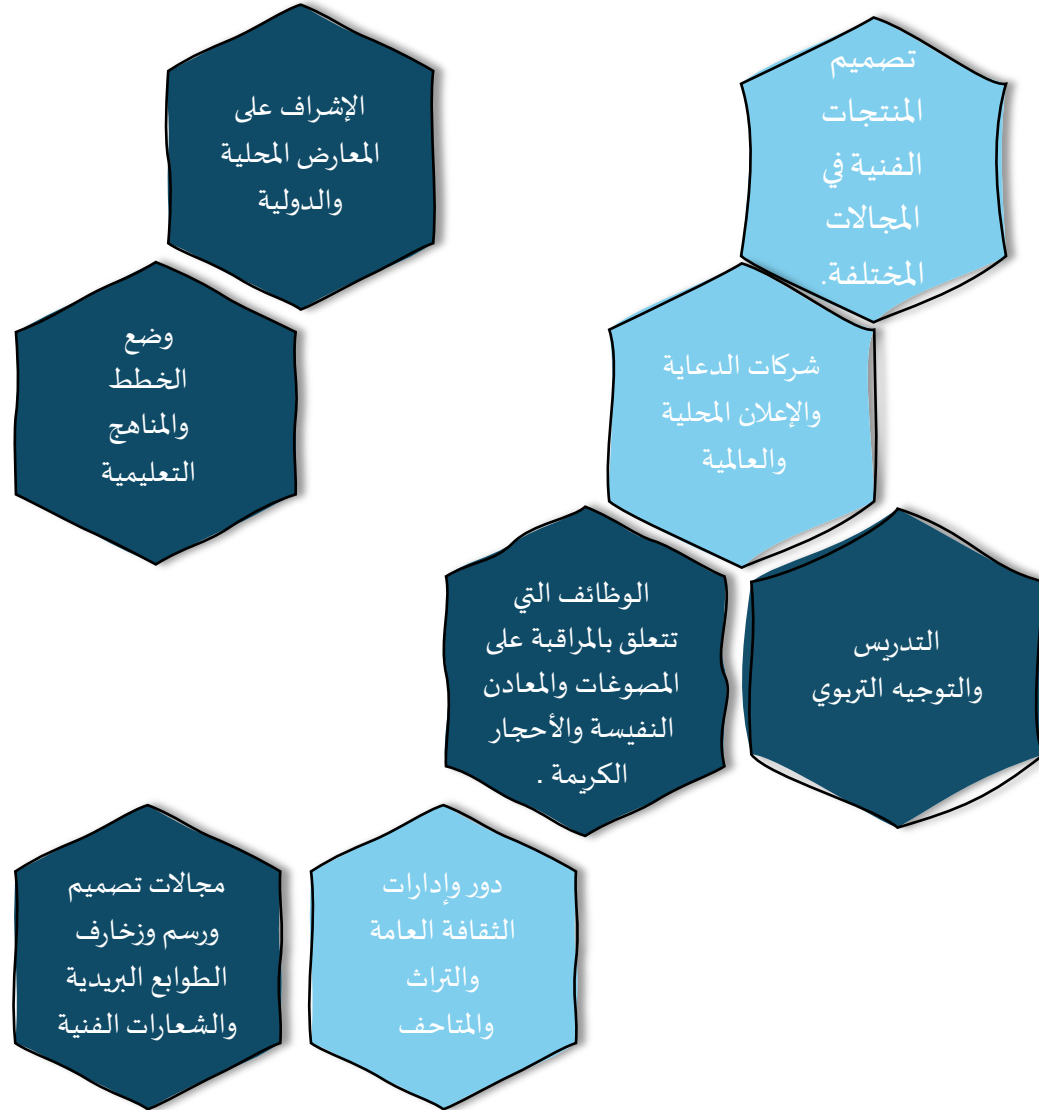 تصميم
المنتجات
الفنية في
المجالات
المختلفة.
الإشراف على
المعارض المحلية
والدولية
شركات الدعاية
والإعلان المحلية
والعالمية
وضع
الخطط
والمناهج
التعليمية
التدريس
والتوجيه التربوي
الوظائف التي
تتعلق بالمراقبة على
المصوغات والمعادن
النفيسة والأحجار
الكريمة .
دور وإدارات
الثقافة العامة
والتراث
والمتاحف
مجالات تصميم
ورسم وزخارف
الطوابع البريدية
والشعارات الفنية